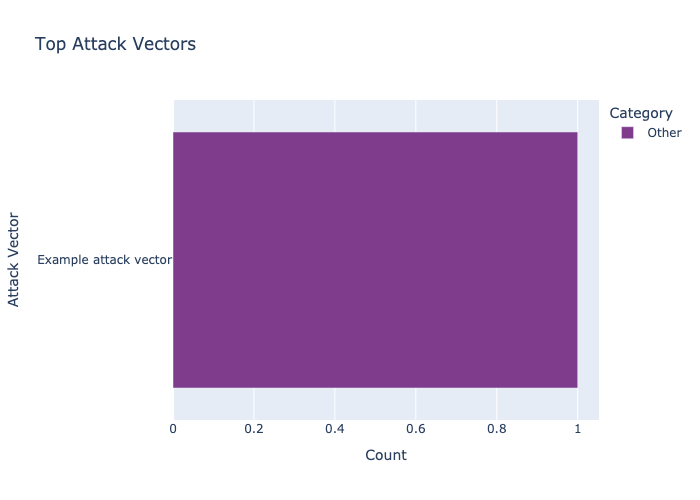 Top Attack Vectors
Category
Other
Attack Vector
Example attack vector
0
0.2
0.4
0.6
0.8
1
Count